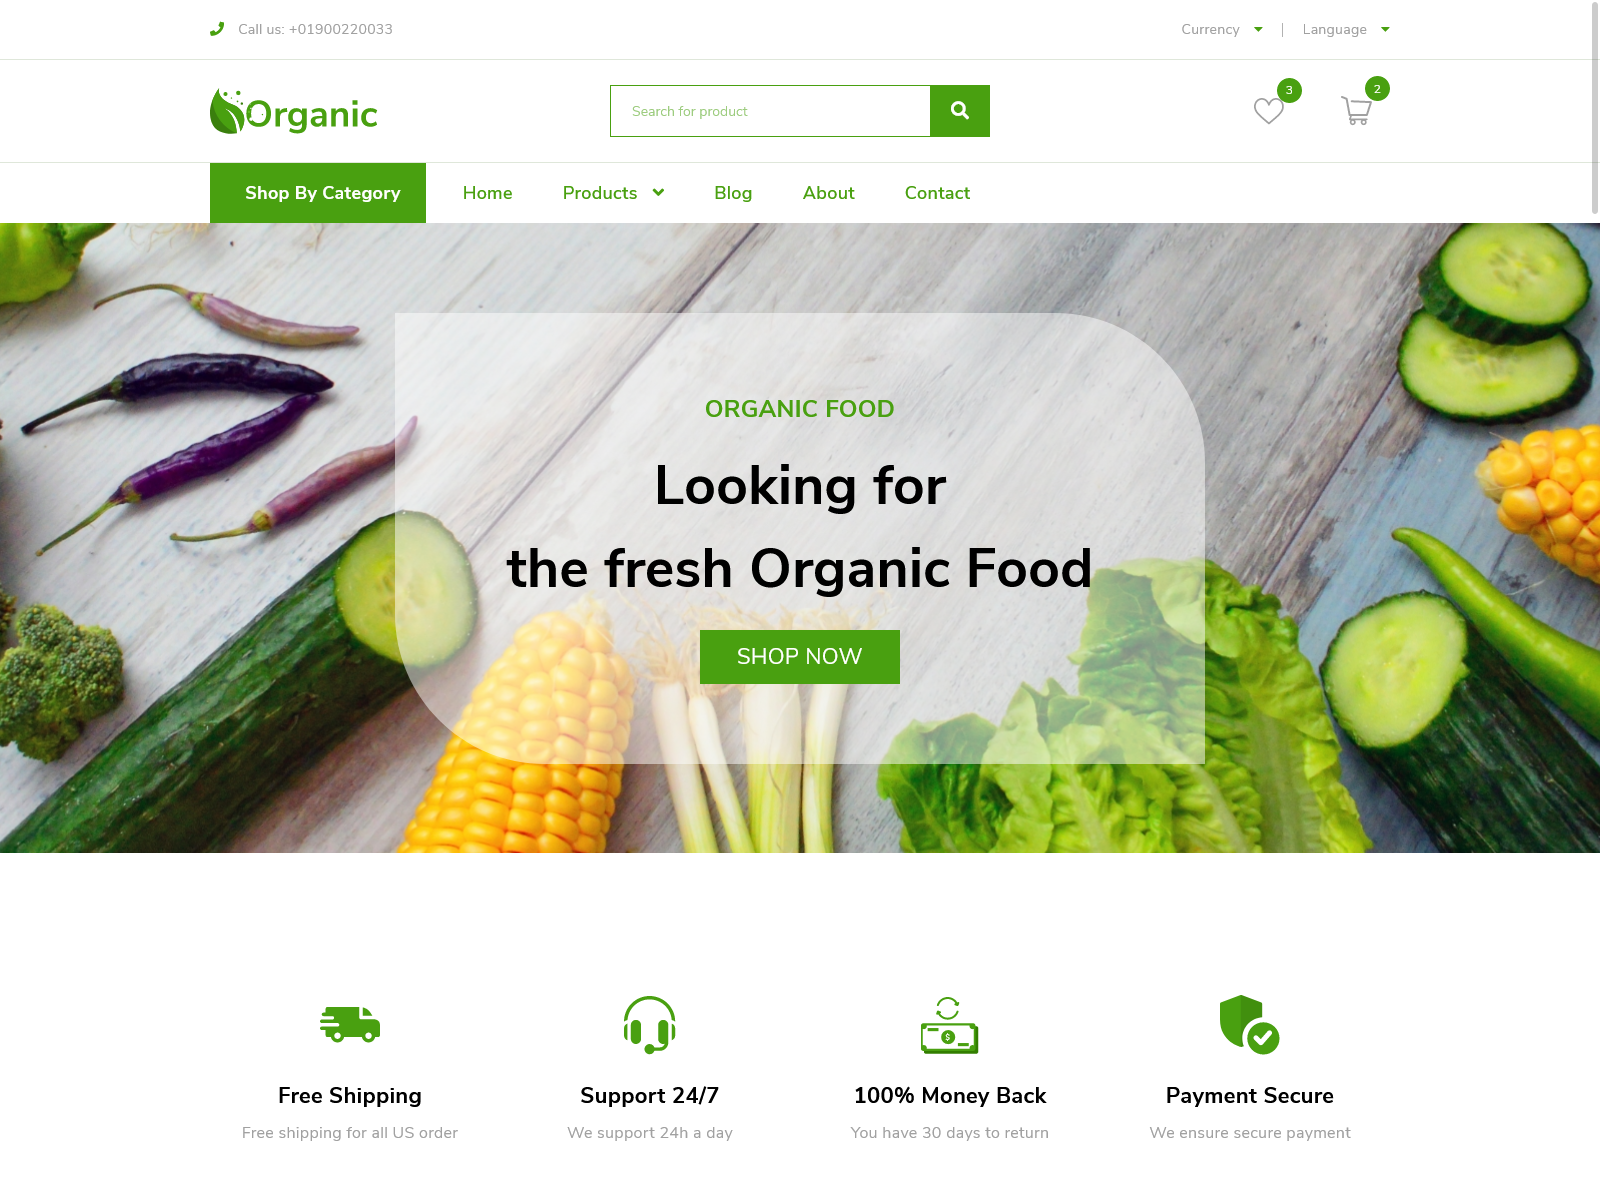 Call us: +01900220033
Currency
Language
Organic
Search for product
3
2
Shop By Category
Home
Products
Blog
About
Contact
ORGANIC FOOD
Looking for
the fresh Organic Food
SHOP NOW
$
Free Shipping
Support 24/7
100% Money Back
Payment Secure
Free shipping for all US order
We support 24h a day
You have 30 days to return
We ensure secure payment